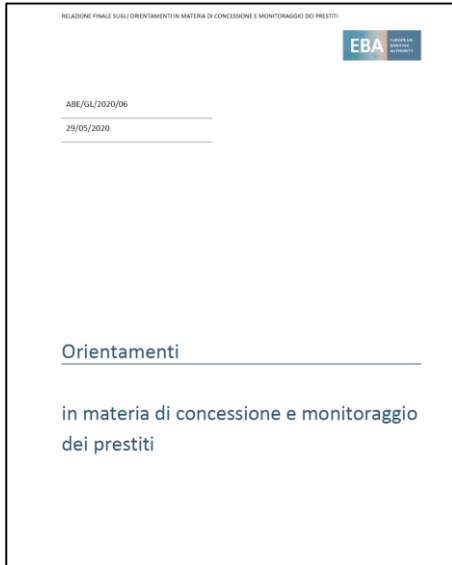 RELAZIONE FINALE SUGLI ORIENTAMENTI IN MATERIA DI CONCESSIONE E MONITORAGGIO DEI PRESTITI
EBA EUROPEAN BANKING AUTHORITY
ABE/GL/2020/06
29/05/2020
Orientamenti
in materia di concessione e monitoraggio
dei prestiti